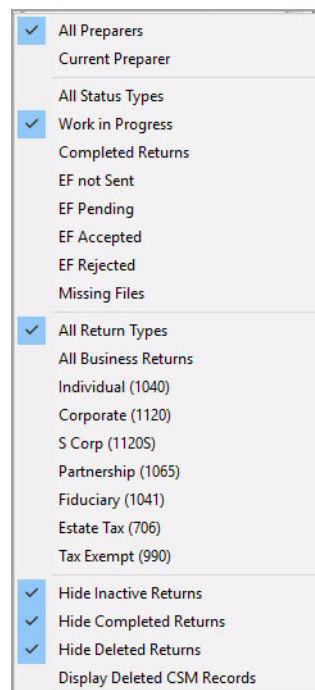 All Preparers
Current Preparer
All Status Types
Work in Progress
Completed Returns
EF not Sent
EF Pending
EF Accepted
EF Rejected
Missing Files
All Return Types
All Business Returns
Individual (1040)
Corporate (1120)
S Corp (1120S)
Partnership (1065)
Fiduciary (1041)
Estate Tax (706)
Tax Exempt (990)
Hide Inactive Returns
Hide Completed Returns
Hide Deleted Returns
Display Deleted CSM Records